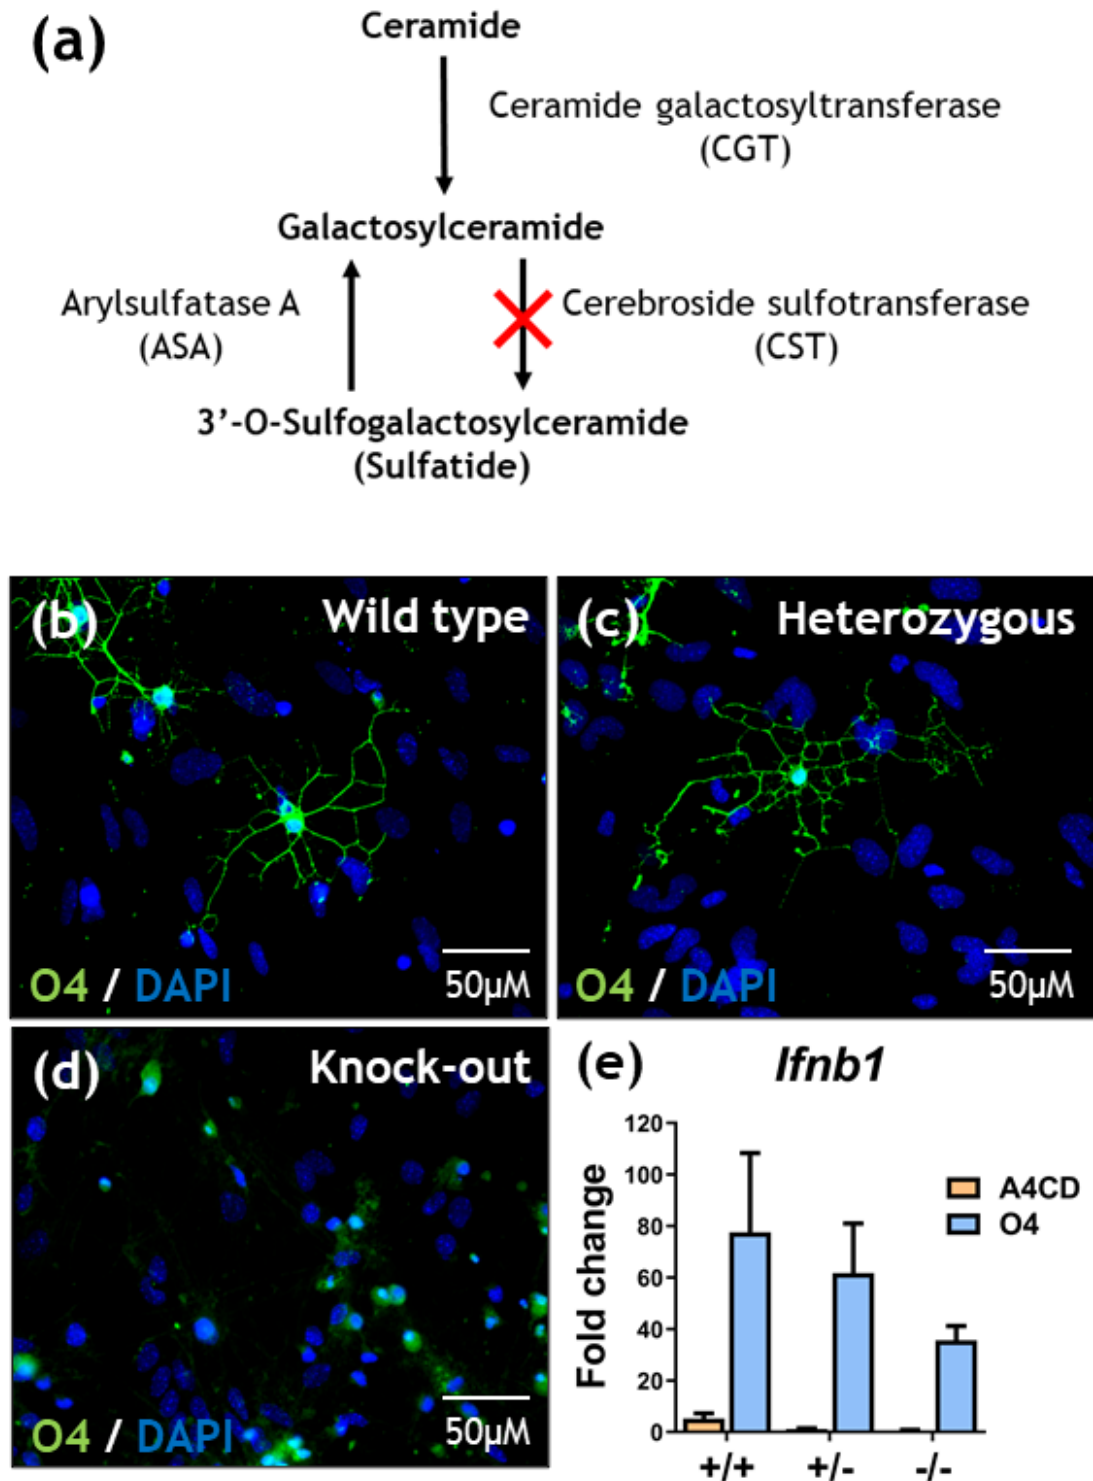 (a)
Ceramide
Ceramide galactosyltransferase
(CGT)
Galactosylceramide
Arylsulfatase A
(ASA)
Cerebroside sulfotransferase
(CST)
3’-O-Sulfogalactosylceramide
(Sulfatide)
(b) Wild type
O4 / DAPI
50µM
(c) Heterozygous
O4 / DAPI
50µM
(d) Knock-out
O4 / DAPI
50µM
(e) Ifnb1
Fold change
120
100
80
60
40
20
0
A4CD
O4
+/+ +/- -/-